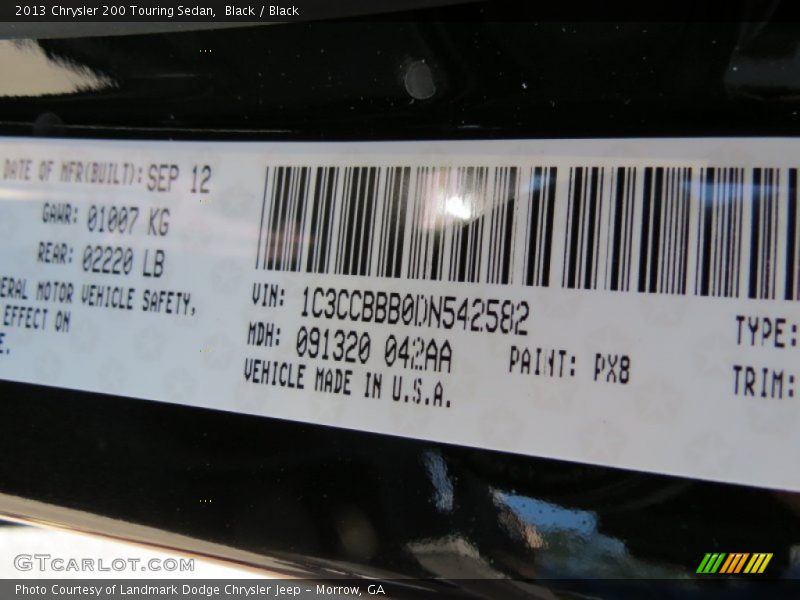 2013 Chrysler 200 Touring Sedan, Black / Black
DATE OF MFR(BUILT): SEP 12
GAWR: 01007 KG
REAR: 02220 LB
ERAL MOTOR VEHICLE SAFETY,
EFFECT ON
E.
VIN: 1C3CCBBB0DN542582
MDH: 091320 042AA
PAINT: PX8
VEHICLE MADE IN U.S.A.
TYPE:
TRIM:
GTCARLOT.COM
Photo Courtesy of Landmark Dodge Chrysler Jeep - Morrow, GA